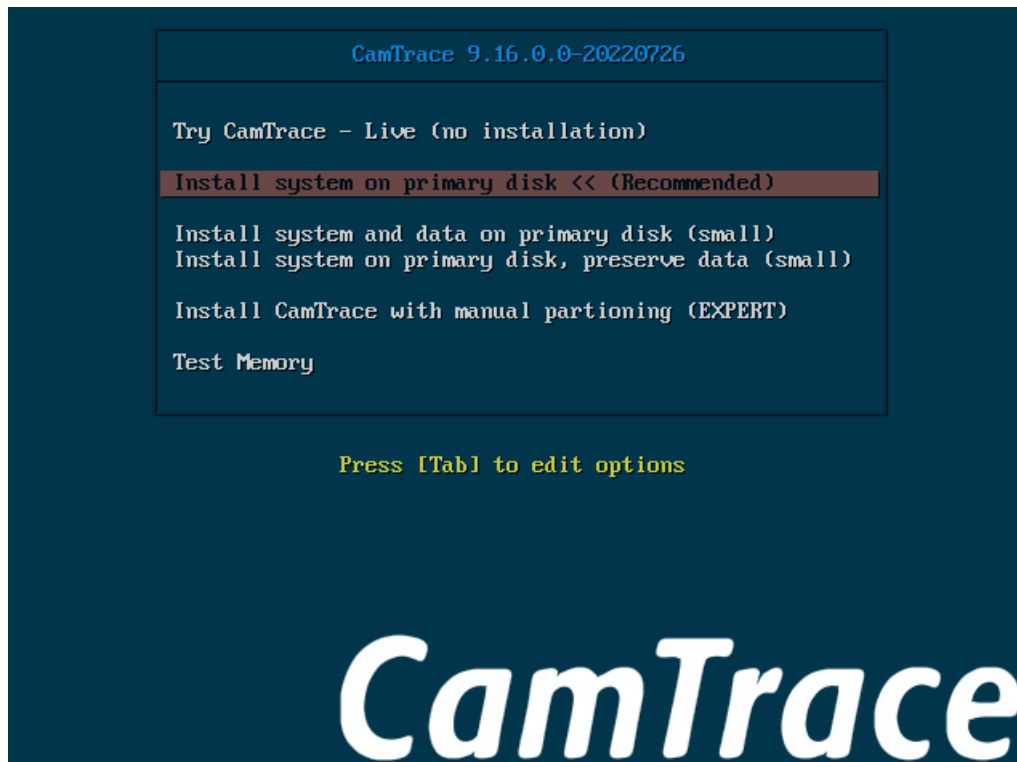 CamTrace 9.16.0.0-20220726
Try CamTrace - Live (no installation)
Install system on primary disk << (Recommended)
Install system and data on primary disk (small)
Install system on primary disk, preserve data (small)
Install CamTrace with manual partioning (EXPERT)
Test Memory
Press [Tab] to edit options
CamTrace